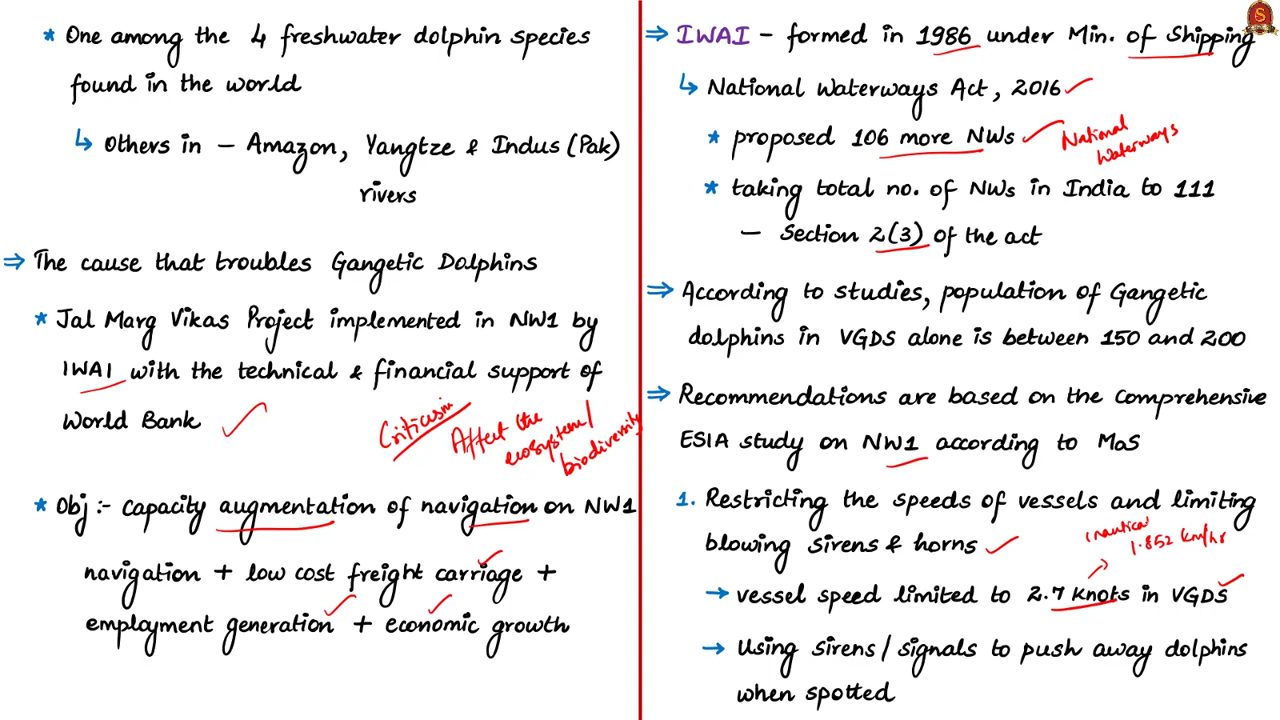 * One among the 4 freshwater dolphin species
found in the world
↳ Others in – Amazon, Yangtze & Indus (Pak)
rivers
⇒ The cause that troubles Gangetic Dolphins
* Jal Marg Vikas Project implemented in NW1 by
IWAI with the technical & financial support of
World Bank
Criticism
Affect the
ecosystem/
biodiversity
* Obj :- capacity augmentation of navigation on NW1
navigation + low cost freight carriage +
employment generation + economic growth
⇒ IWAI – formed in 1986 under Min. of Shipping
↳ National Waterways Act, 2016
* proposed 106 more NWs
National
Waterways
* taking total no. of NWs in India to 111
– Section 2(3) of the act
⇒ According to studies, population of Gangetic
dolphins in VGDS alone is between 150 and 200
⇒ Recommendations are based on the comprehensive
ESIA study on NW1 according to MoS
1. Restricting the speeds of vessels and limiting
blowing sirens & horns
1 nautical
1.852 km/hr
→ vessel speed limited to 2.7 knots in VGDS
→ Using sirens/signals to push away dolphins
when spotted